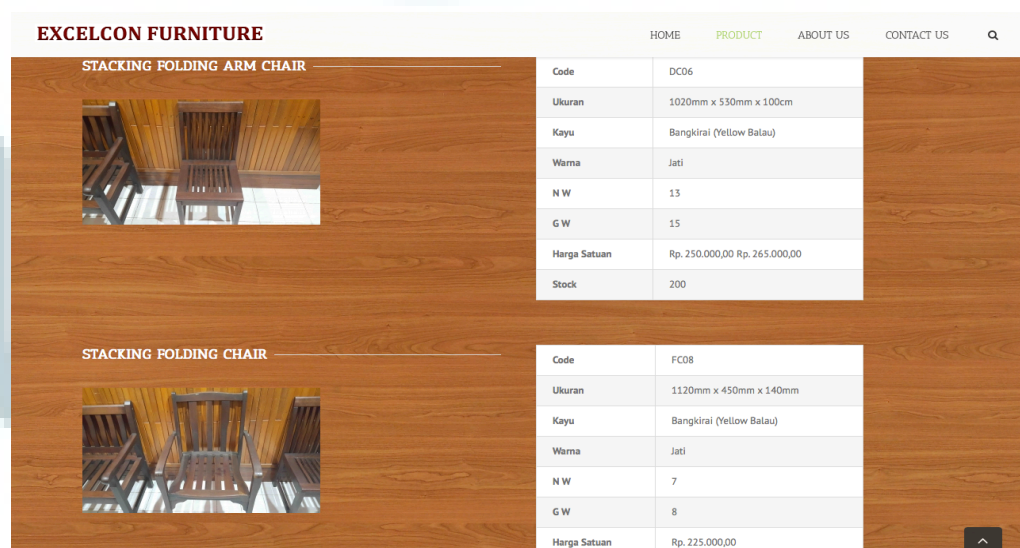 EXCELCON FURNITURE
HOME PRODUCT ABOUT US CONTACT US
STACKING FOLDING ARM CHAIR
Code DC06
Ukuran 1020mm x 530mm x 100cm
Kayu Bangkirai (Yellow Balau)
Warna Jati
N W 13
G W 15
Harga Satuan Rp. 250.000,00 Rp. 265.000,00
Stock 200
STACKING FOLDING CHAIR
Code FC08
Ukuran 1120mm x 450mm x 140mm
Kayu Bangkirai (Yellow Balau)
Warna Jati
N W 7
G W 8
Harga Satuan Rp. 225.000,00